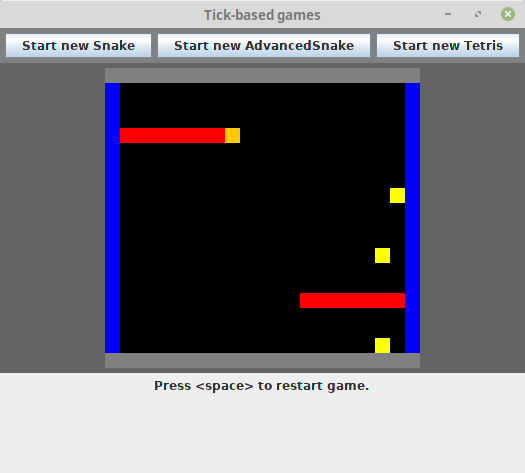 Tick-based games
Start new Snake
Start new AdvancedSnake
Start new Tetris
Press <space> to restart game.